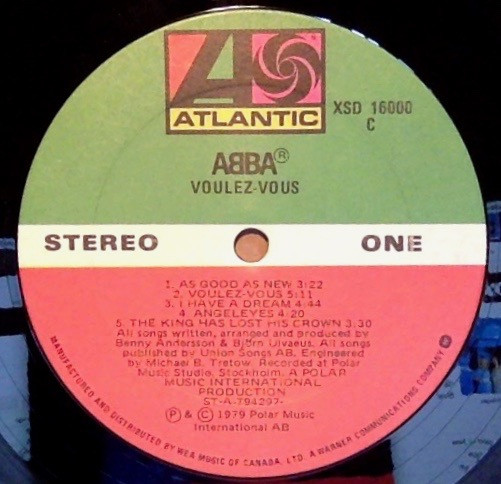 ATLANTIC
XSD 16000
C
ABBA®
VOULEZ-VOUS
STEREO
ONE
1. AS GOOD AS NEW 3:22
2. VOULEZ-VOUS 5:11
3. I HAVE A DREAM 4:44
4. ANGELEYES 4:20
5. THE KING HAS LOST HIS CROWN 3:30
All songs written, arranged and produced by
Benny Andersson & Björn Ulvaeus. All songs
published by Union Songs AB. Engineered
by Michael B. Tretow. Recorded at Polar
Music Studio, Stockholm. A POLAR
MUSIC INTERNATIONAL
PRODUCTION
ST-A-794297-
Ⓟ & © 1979 Polar Music
International AB
MANUFACTURED AND DISTRIBUTED BY WEA MUSIC OF CANADA, LTD. A WARNER COMMUNICATIONS COMPANY